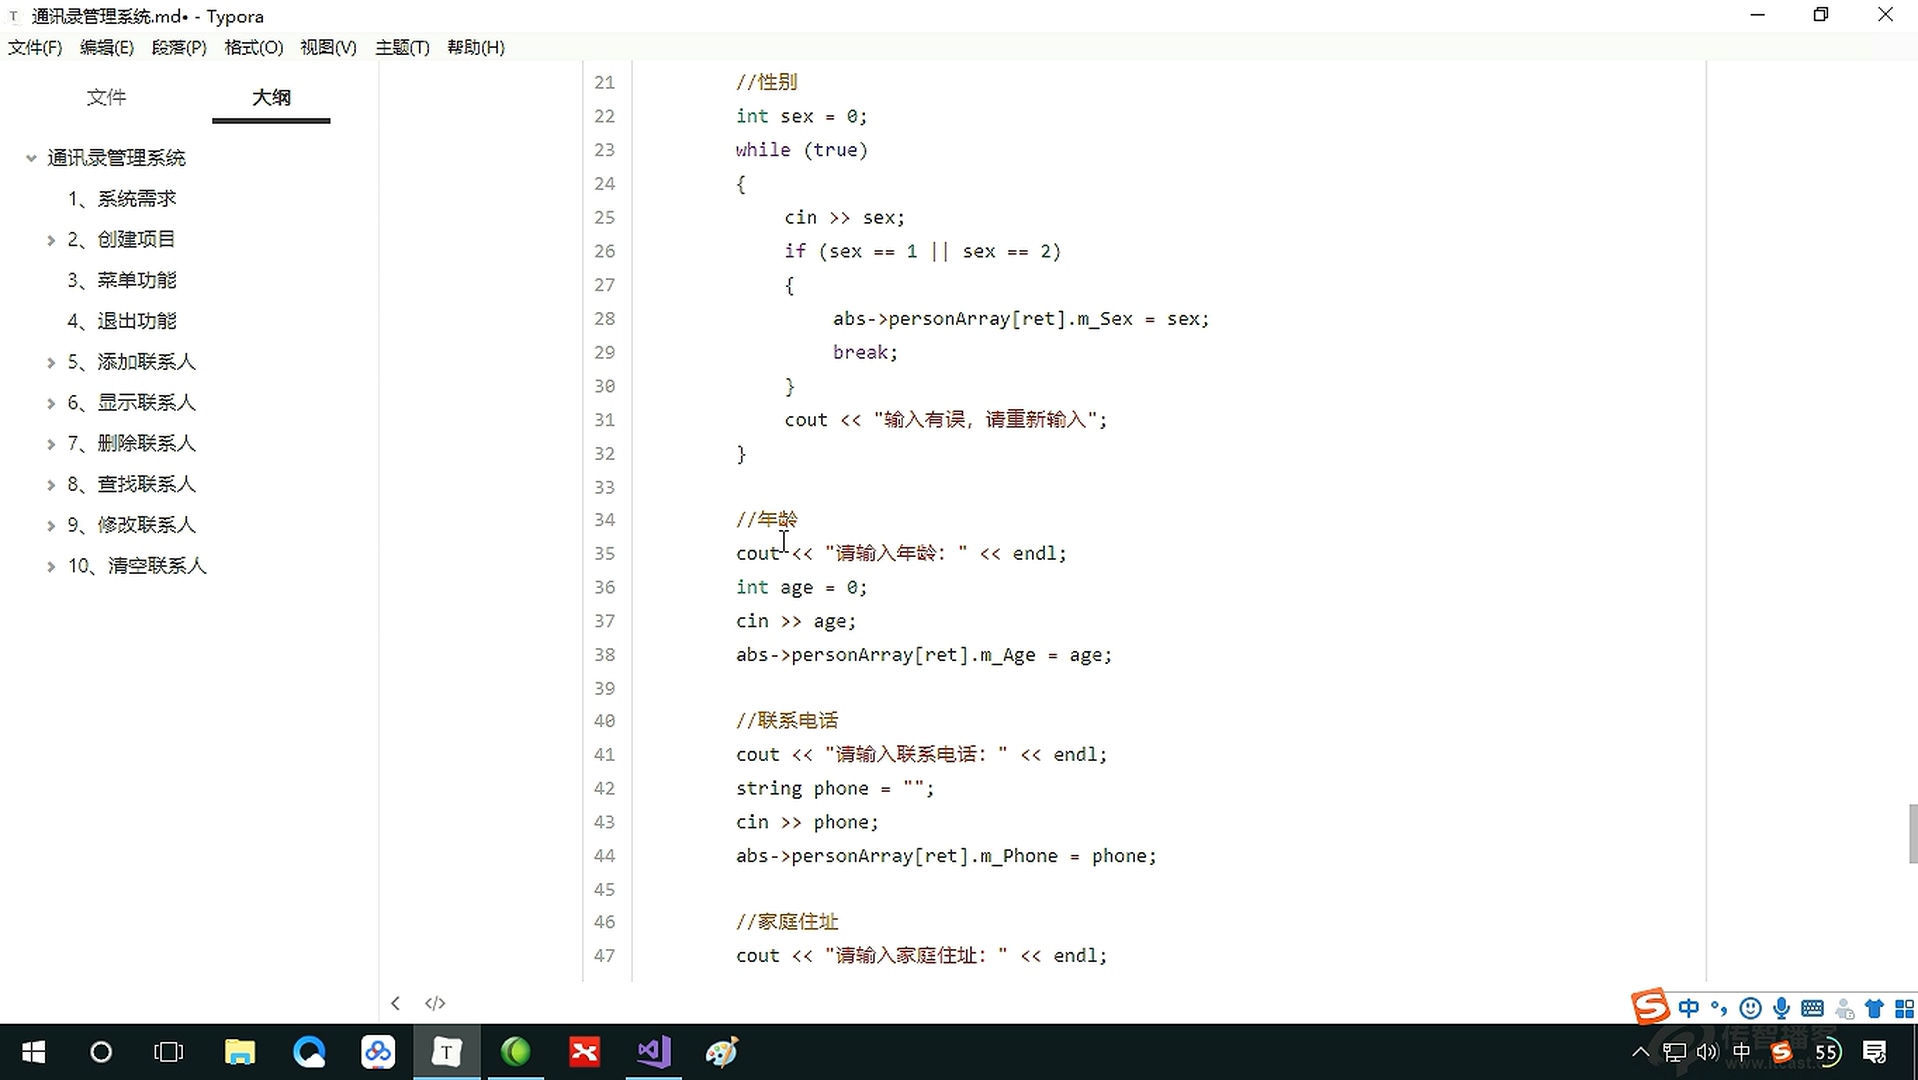 通讯录管理系统.md• - Typora
文件(F) 编辑(E) 段落(P) 格式(O) 视图(V) 主题(T) 帮助(H)
文件 大纲
通讯录管理系统
1、系统需求
2、创建项目
3、菜单功能
4、退出功能
5、添加联系人
6、显示联系人
7、删除联系人
8、查找联系人
9、修改联系人
10、清空联系人
21 //性别
22 int sex = 0;
23 while (true)
24 {
25 cin >> sex;
26 if (sex == 1 || sex == 2)
27 {
28 abs->personArray[ret].m_Sex = sex;
29 break;
30 }
31 cout << "输入有误，请重新输入";
32 }
33
34 //年龄
35 cout << "请输入年龄：" << endl;
36 int age = 0;
37 cin >> age;
38 abs->personArray[ret].m_Age = age;
39
40 //联系电话
41 cout << "请输入联系电话：" << endl;
42 string phone = "";
43 cin >> phone;
44 abs->personArray[ret].m_Phone = phone;
45
46 //家庭住址
47 cout << "请输入家庭住址：" << endl;
中
传智播客
中 55